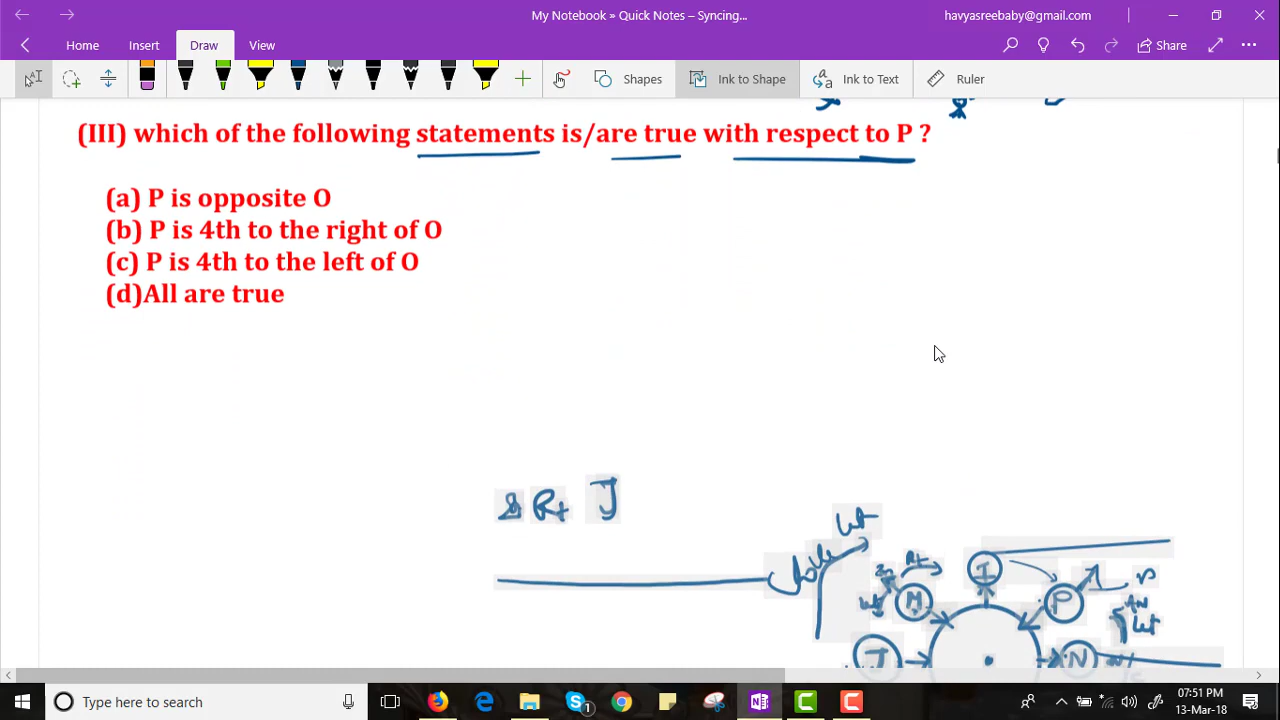 My Notebook » Quick Notes – Syncing...
havyasreebaby@gmail.com
Home Insert Draw View
Share
Shapes Ink to Shape Ink to Text Ruler
(III) which of the following statements is/are true with respect to P ?
(a) P is opposite O
(b) P is 4th to the right of O
(c) P is 4th to the left of O
(d)All are true
R+ J
I
M
P
J
N
Type here to search
07:51 PM
13-Mar-18